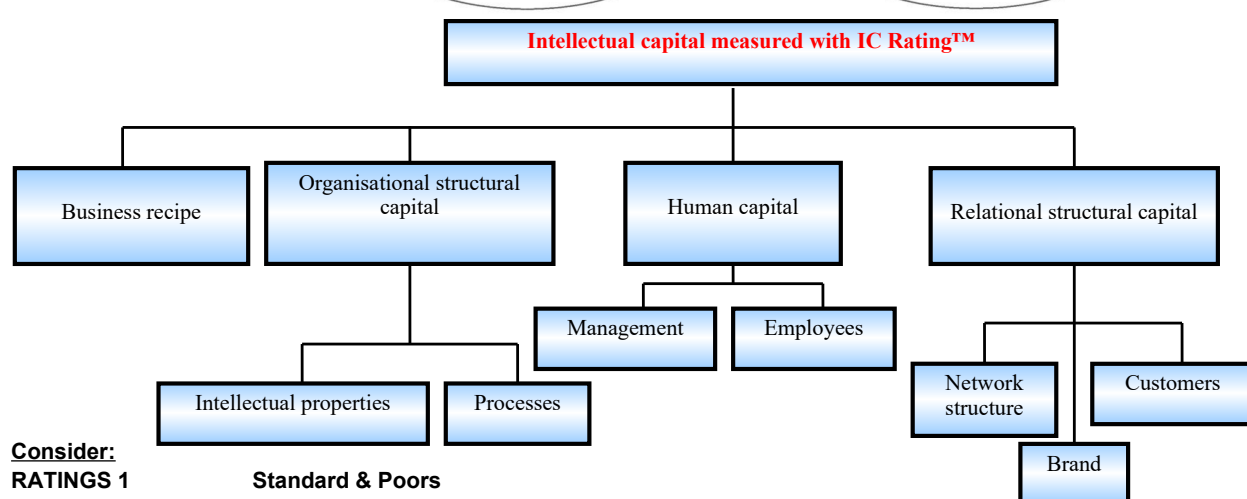 Intellectual capital measured with IC Rating™
Business recipe
Organisational structural
capital
Human capital
Relational structural capital
Management
Employees
Intellectual properties
Processes
Network
structure
Customers
Brand
Consider:
RATINGS 1 Standard & Poors